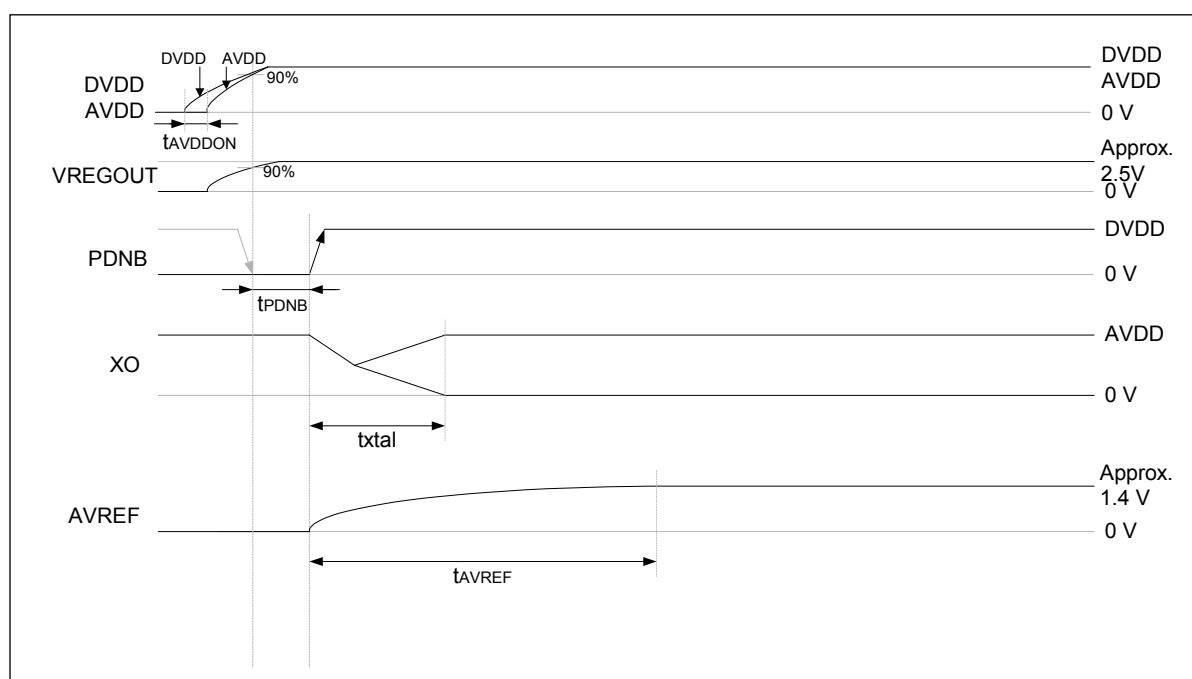 DVDD AVDD
DVDD
AVDD
90%
DVDD
AVDD
0 V
tAVDDON
VREGOUT
90%
Approx.
2.5V
0 V
PDNB
DVDD
0 V
tPDNB
XO
AVDD
0 V
txtal
AVREF
Approx.
1.4 V
0 V
tAVREF